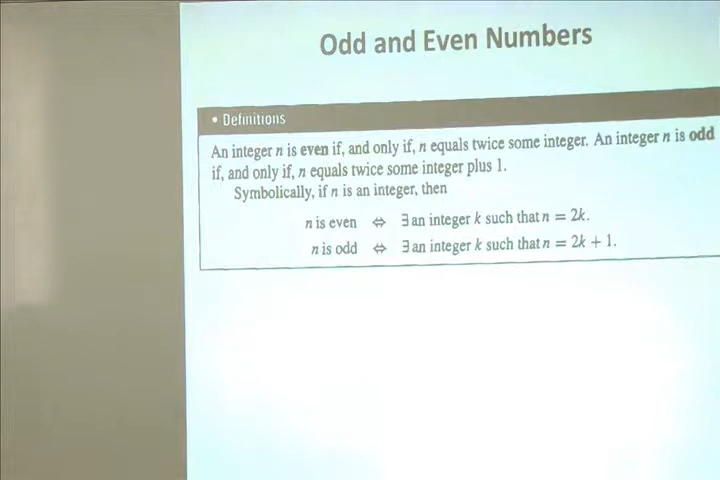 Odd and Even Numbers
• Definitions
An integer n is even if, and only if, n equals twice some integer. An integer n is odd
if, and only if, n equals twice some integer plus 1.
Symbolically, if n is an integer, then
n is even ⇔ ∃ an integer k such that n = 2k.
n is odd ⇔ ∃ an integer k such that n = 2k + 1.